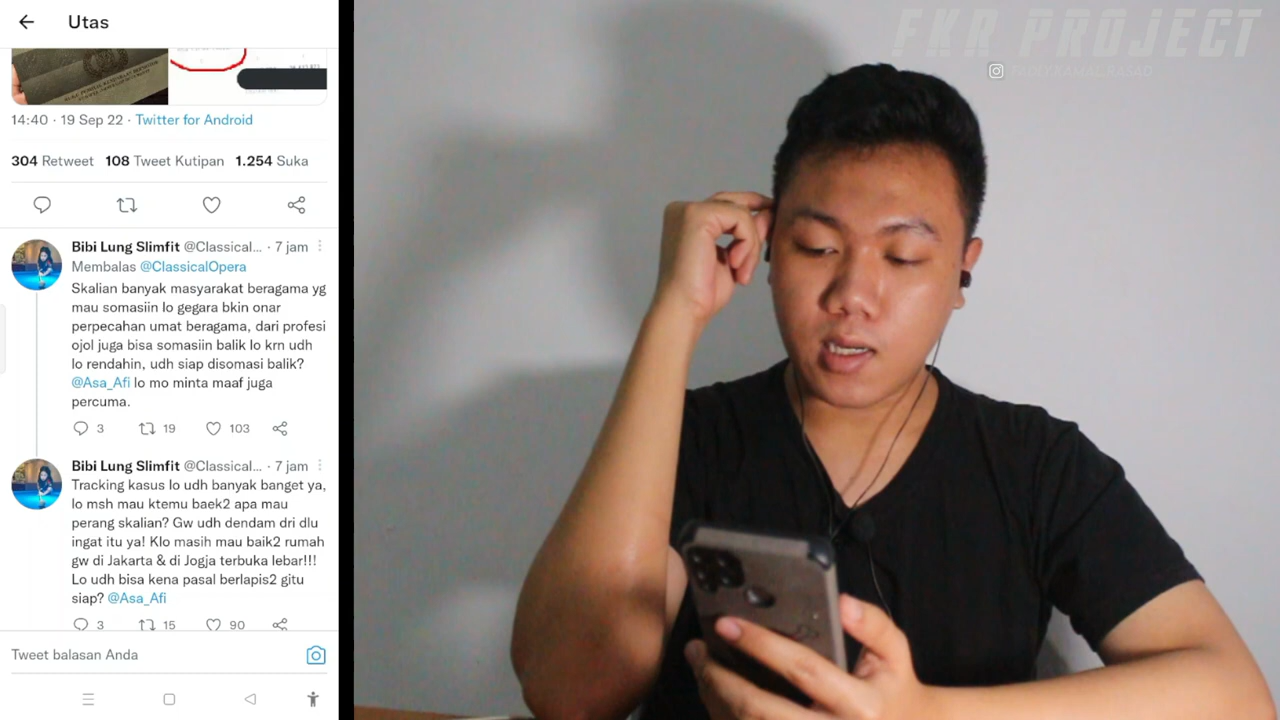 Utas
14:40 · 19 Sep 22 · Twitter for Android
304 Retweet 108 Tweet Kutipan 1.254 Suka
Bibi Lung Slimfit @Classical... · 7 jam
Membalas @ClassicalOpera
Skalian banyak masyarakat beragama yg
mau somasiin lo gegara bkin onar
perpecahan umat beragama, dari profesi
ojol juga bisa somasiin balik lo krn udh
lo rendahin, udh siap disomasi balik?
@Asa_Afi lo mo minta maaf juga
percuma.
3 19 103
Bibi Lung Slimfit @Classical... · 7 jam
Tracking kasus lo udh banyak banget ya,
lo msh mau ktemu baek2 apa mau
perang skalian? Gw udh dendam dri dlu
ingat itu ya! Klo masih mau baik2 rumah
gw di Jakarta & di Jogja terbuka lebar!!!
Lo udh bisa kena pasal berlapis2 gitu
siap? @Asa_Afi
3 15 90
Tweet balasan Anda
FKR PROJECT